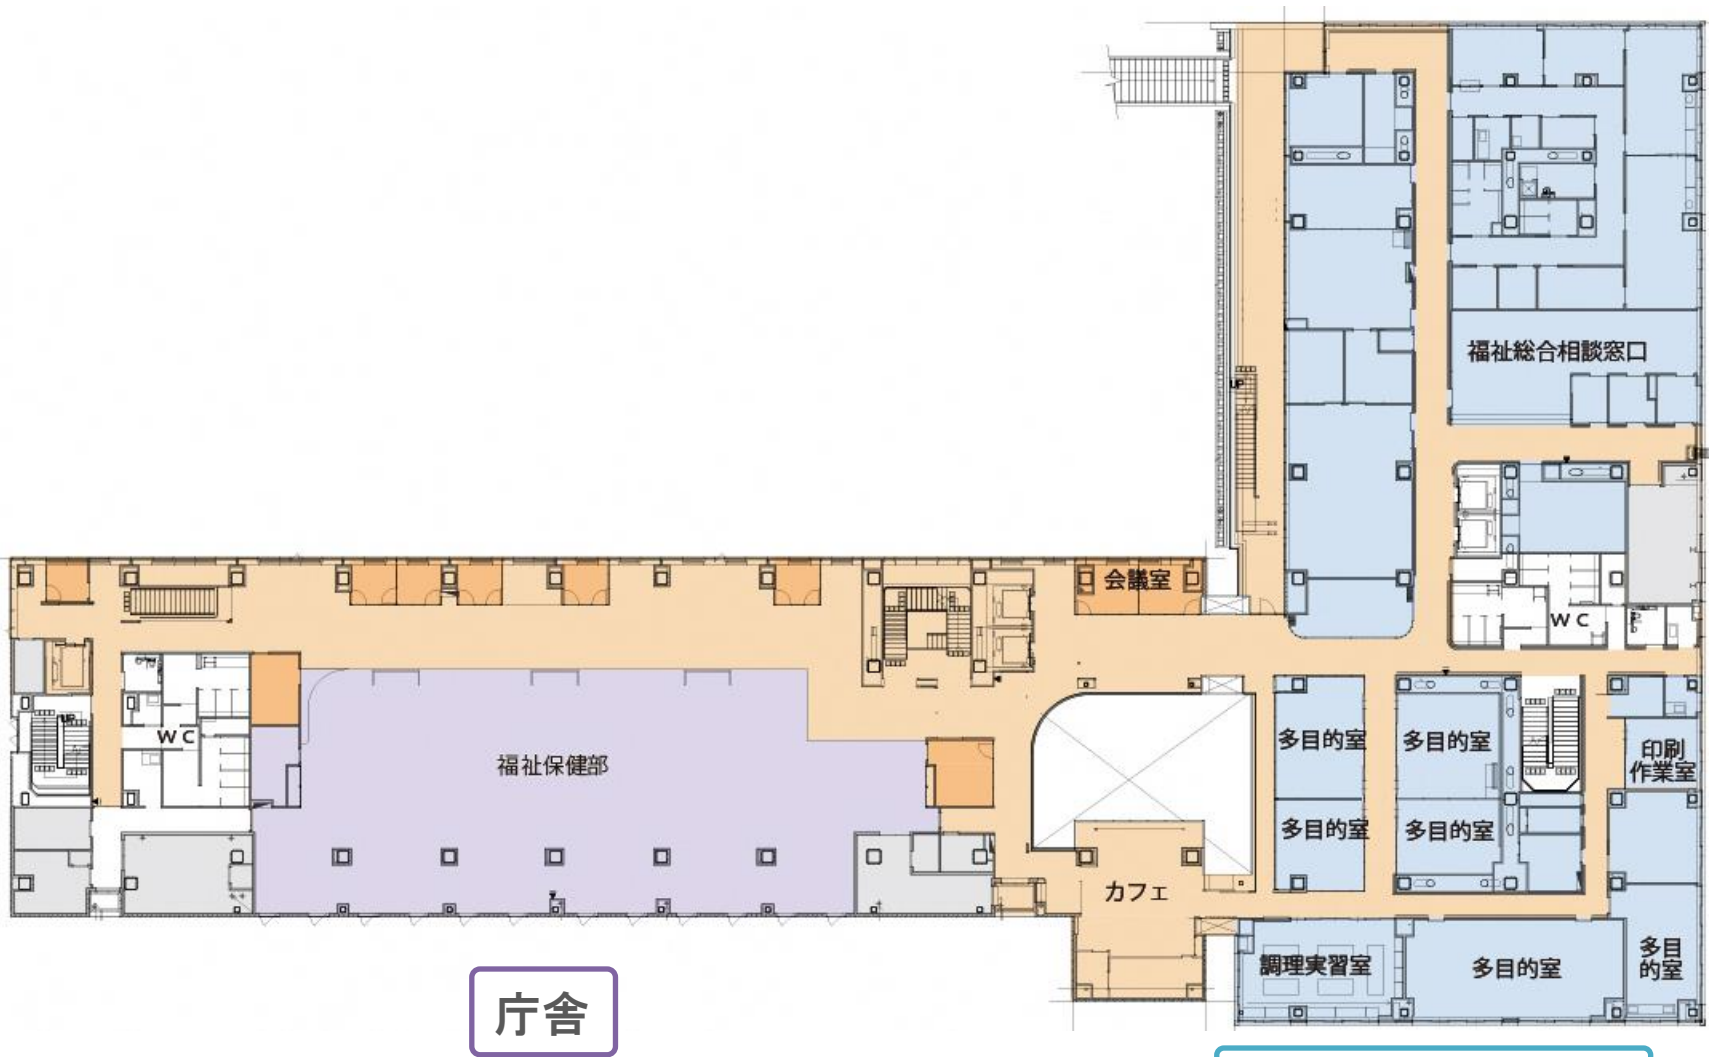 福祉総合相談窓口
UP
会議室
WC
UP
WC
福祉保健部
多目的室
多目的室
印刷
作業室
多目的室
多目的室
カフェ
調理実習室
多目的室
多目
的室
庁舎